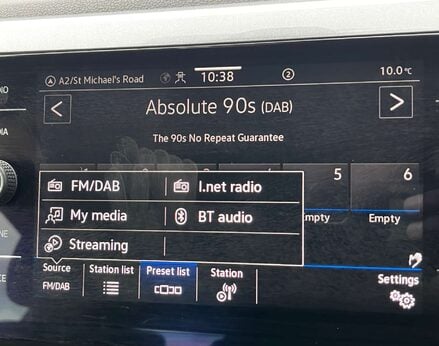 A2/St Michael's Road
10:38
2
10.0°C
<
Absolute 90s (DAB)
>
The 90s No Repeat Guarantee
5
6
FM/DAB
I.net radio
My media
BT audio
Empty
Streaming
Source
FM/DAB
Station list
Preset list
Station
Settings